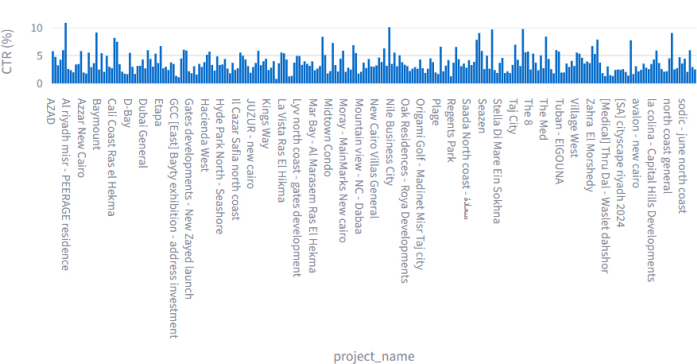 CTR (%)
10
5
0
AZAD
Al riyadh misr - PEERAGE residence
Azzar New Cairo
Baymount
Cali Coast Ras el Hekma
D-Bay
Dubai General
Etapa
GCC [East] Bayty exhibition - address investment
Gates developments - New Zayed launch
Hacienda West
Hyde Park North - Seashore
Il Cazar Safia north coast
JUZUR - new cairo
Kings Way
La Vista Ras El Hikma
Lyv north coast - gates development
Mar Bay - Al Marasem Ras El Hekma
Midtown Condo
Moray - MainMarks New cairo
Mountain view - NC - Dabaa
New Cairo Villas General
Nile Business City
Oak Residences - Roya Developments
Origami Golf - Madinet Misr Taj city
Plage
Regents Park
Saada North coast - سعادة
Seazen
Stella Di Mare Ein Sokhna
Taj City
The 8
The Med
Tuban - ElGOUNA
Village West
Zahra El Morshedy
[Medical] Thru Dal - Waslet dahshor
[SA] cityscape riyadh 2024
avalon - new cairo
la colina - Capital Hills Developments
north coast general
sodic - june north coast
project_name